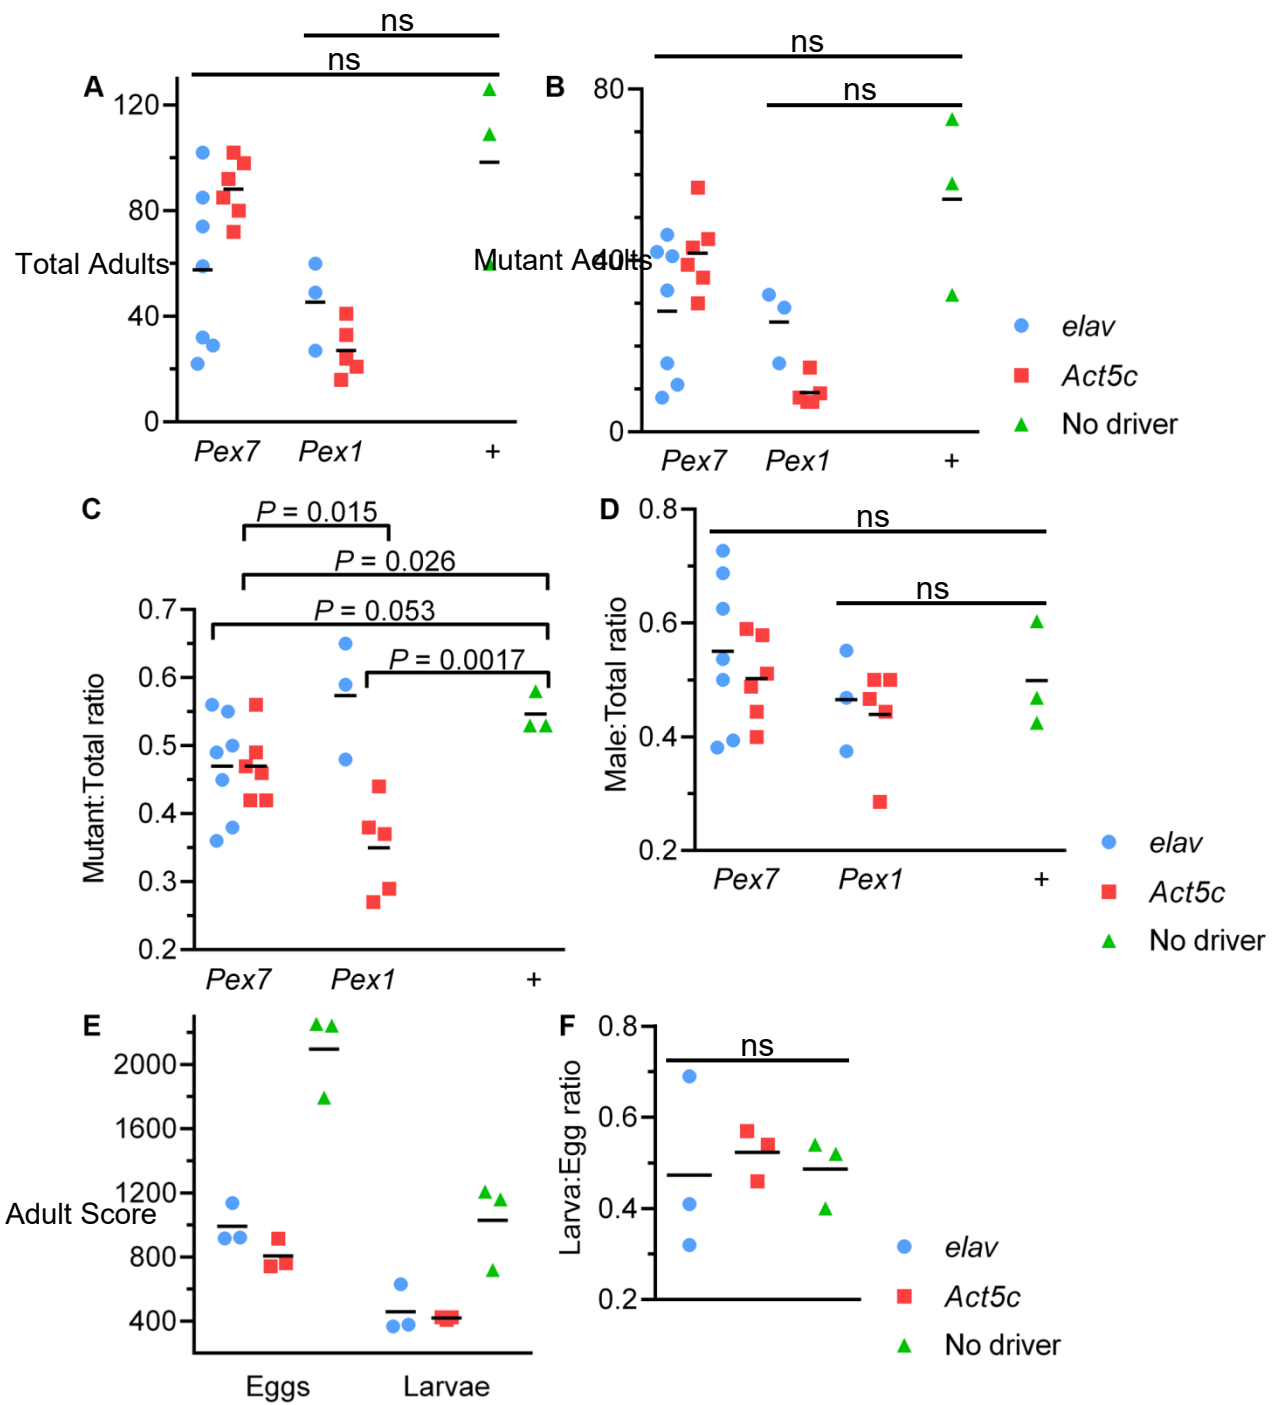 ns
ns
A
120
80
Total Adults
40
0
Pex7 Pex1 +
ns
B
80
ns
Mutant Adults
40
0
Pex7 Pex1 +
elav
Act5c
No driver
C
P = 0.015
P = 0.026
P = 0.053
P = 0.0017
0.7
0.6
0.5
0.4
0.3
0.2
Mutant:Total ratio
Pex7 Pex1 +
D
0.8
ns
ns
0.6
0.4
0.2
Male:Total ratio
Pex7 Pex1 +
elav
Act5c
No driver
E
2000
1600
1200
Adult Score
800
400
Eggs Larvae
F
0.8
ns
0.6
0.4
0.2
Larva:Egg ratio
elav
Act5c
No driver